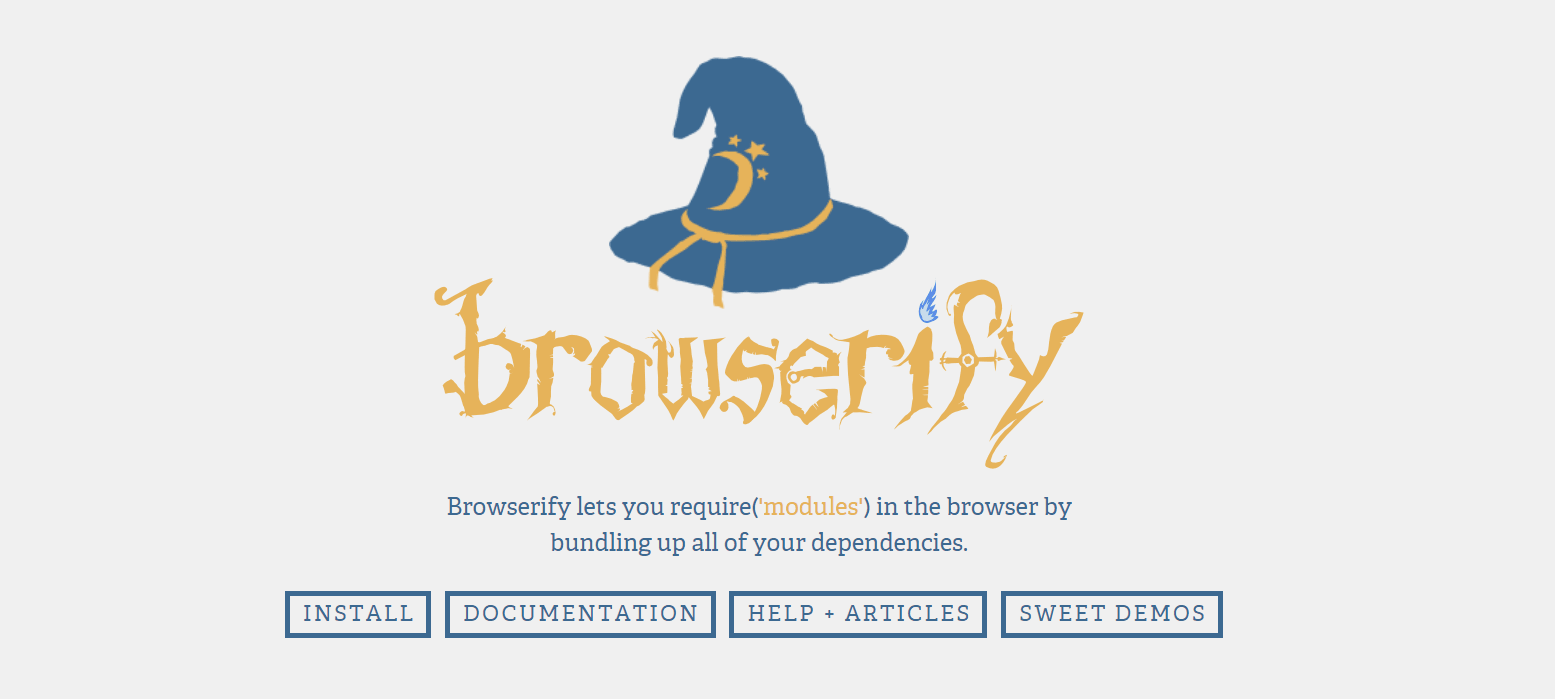 browserify
Browserify lets you require('modules') in the browser by
bundling up all of your dependencies.
INSTALL DOCUMENTATION HELP + ARTICLES SWEET DEMOS